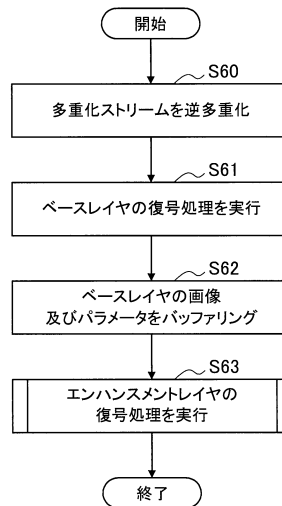 開始
S60
多重化ストリームを逆多重化
S61
ベースレイヤの復号処理を実行
S62
ベースレイヤの画像
及びパラメータをバッファリング
S63
エンハンスメントレイヤの
復号処理を実行
終了